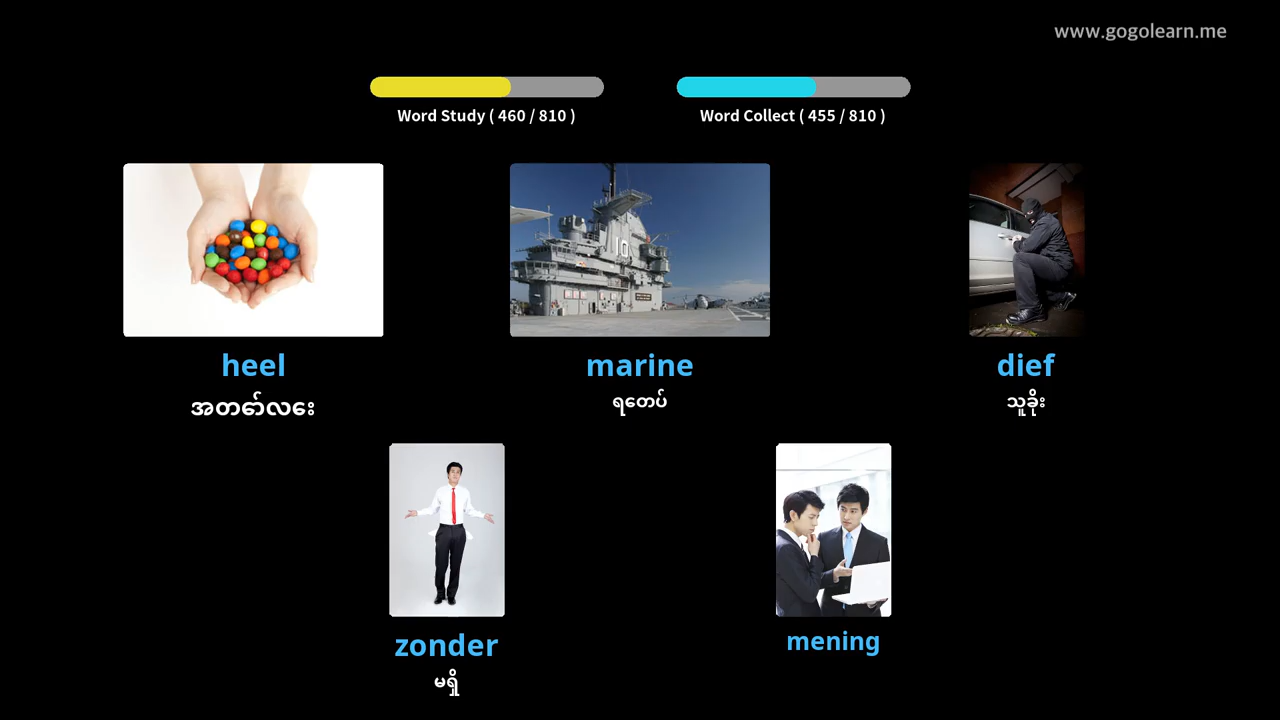 www.gogolearn.me
Word Study ( 460 / 810 )
Word Collect ( 455 / 810 )
heel
အတော်လေး
marine
ရေတပ်
dief
သူခိုး
zonder
မရှိ
mening